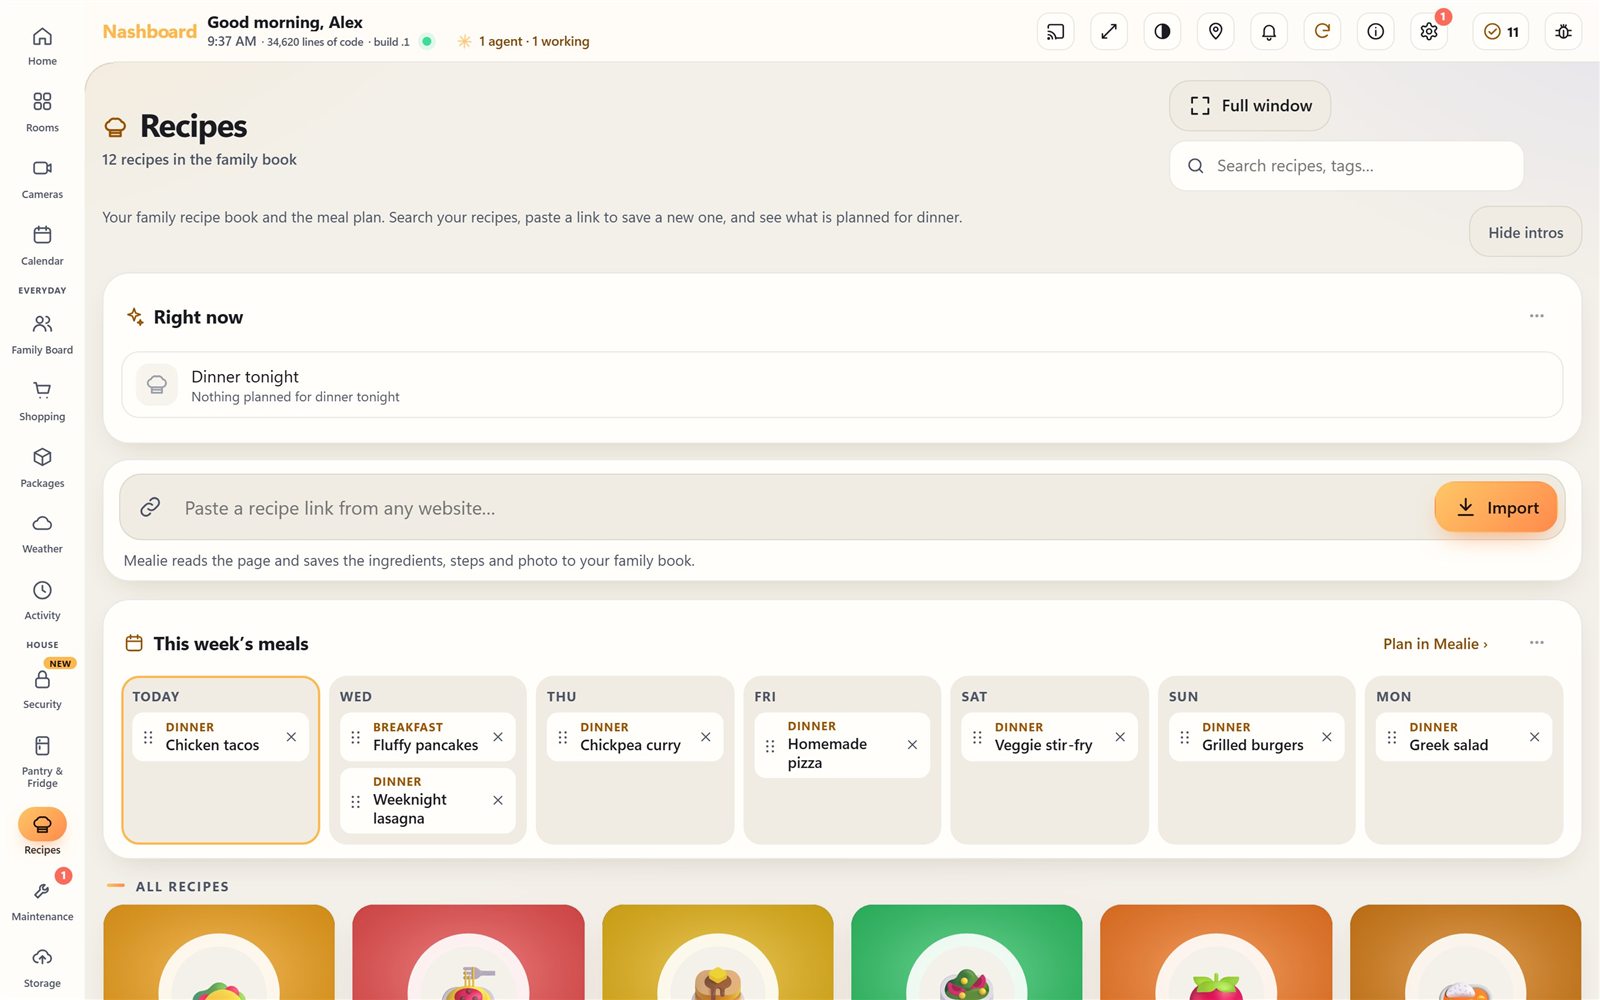 Nashboard
Good morning, Alex
9:37 AM · 34,620 lines of code · build .1
1 agent · 1 working
1
11
Home
Rooms
Cameras
Calendar
EVERYDAY
Family Board
Shopping
Packages
Weather
Activity
HOUSE
NEW
Security
Pantry &
Fridge
Recipes
1
Maintenance
Storage
Recipes
12 recipes in the family book
Full window
Search recipes, tags...
Your family recipe book and the meal plan. Search your recipes, paste a link to save a new one, and see what is planned for dinner.
Hide intros
Right now
Dinner tonight
Nothing planned for dinner tonight
Paste a recipe link from any website...
Import
Mealie reads the page and saves the ingredients, steps and photo to your family book.
This week's meals
Plan in Mealie ›
TODAY
DINNER
Chicken tacos
WED
BREAKFAST
Fluffy pancakes
DINNER
Weeknight
lasagna
THU
DINNER
Chickpea curry
FRI
DINNER
Homemade
pizza
SAT
DINNER
Veggie stir-fry
SUN
DINNER
Grilled burgers
MON
DINNER
Greek salad
ALL RECIPES